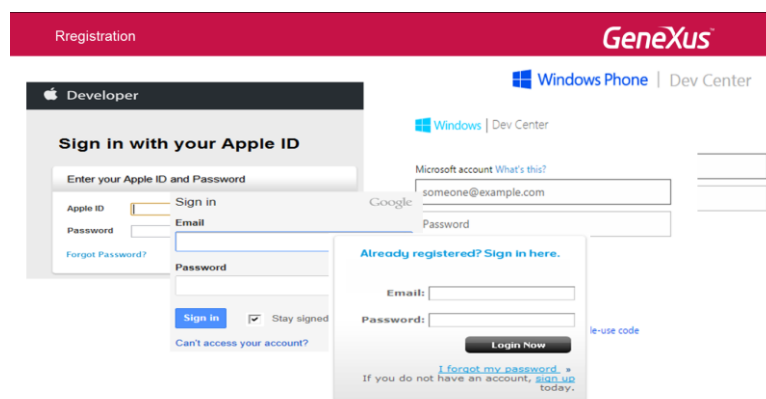 Rregistration
GeneXus
Windows Phone | Dev Center
Developer
Windows | Dev Center
Sign in with your Apple ID
Microsoft account What's this?
Enter your Apple ID and Password
someone@example.com
Apple ID
Password
Forgot Password?
Password
Sign in
Google
Email
Password
Sign in
Stay signed
Can't access your account?
Already registered? Sign in here.
Email:
Password:
Login Now
I forgot my password »
If you do not have an account, sign up
today.
le-use code